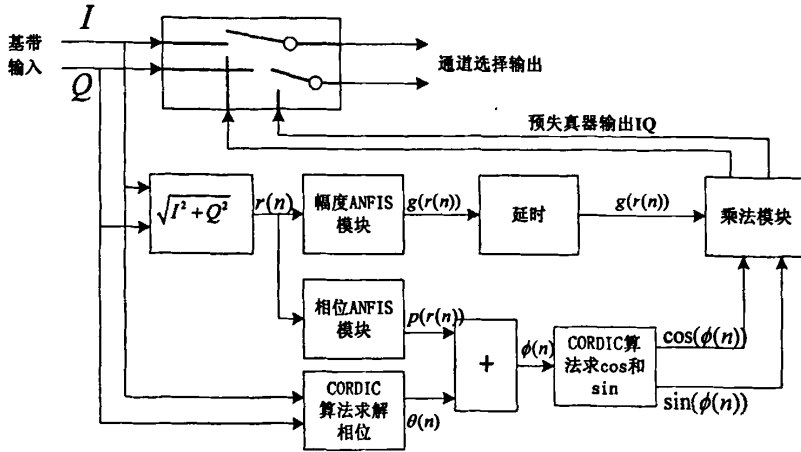 基带
输入
I
Q
通道选择输出
预失真器输出IQ
√I²+Q²
r(n)
幅度ANFIS
模块
g(r(n))
延时
g(r(n))
乘法模块
相位ANFIS
模块
p(r(n))
+
ϕ(n)
CORDIC算
法求cos和
sin
cos(ϕ(n))
sin(ϕ(n))
CORDIC
算法求解
相位
θ(n)